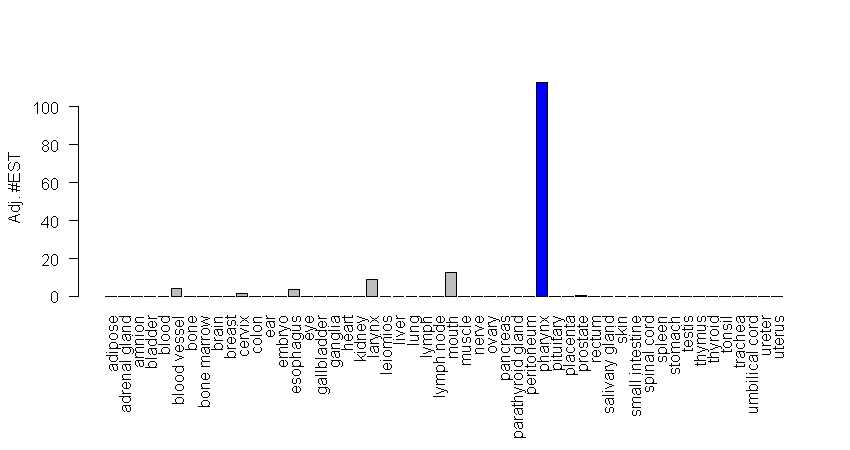 Adj. #EST
100
80
60
40
20
0
adipose
adrenal gland
amnion
bladder
blood
blood vessel
bone
bone marrow
brain
breast
cervix
colon
ear
embryo
esophagus
eye
gallbladder
ganglia
heart
kidney
larynx
leiomios
liver
lung
lymph
lymph node
mouth
muscle
nerve
ovary
pancreas
parathyroid gland
peritoneum
pharynx
pituitary
placenta
prostate
rectum
salivary gland
skin
small intestine
spinal cord
spleen
stomach
testis
thymus
thyroid
tonsil
trachea
umbilical cord
ureter
uterus